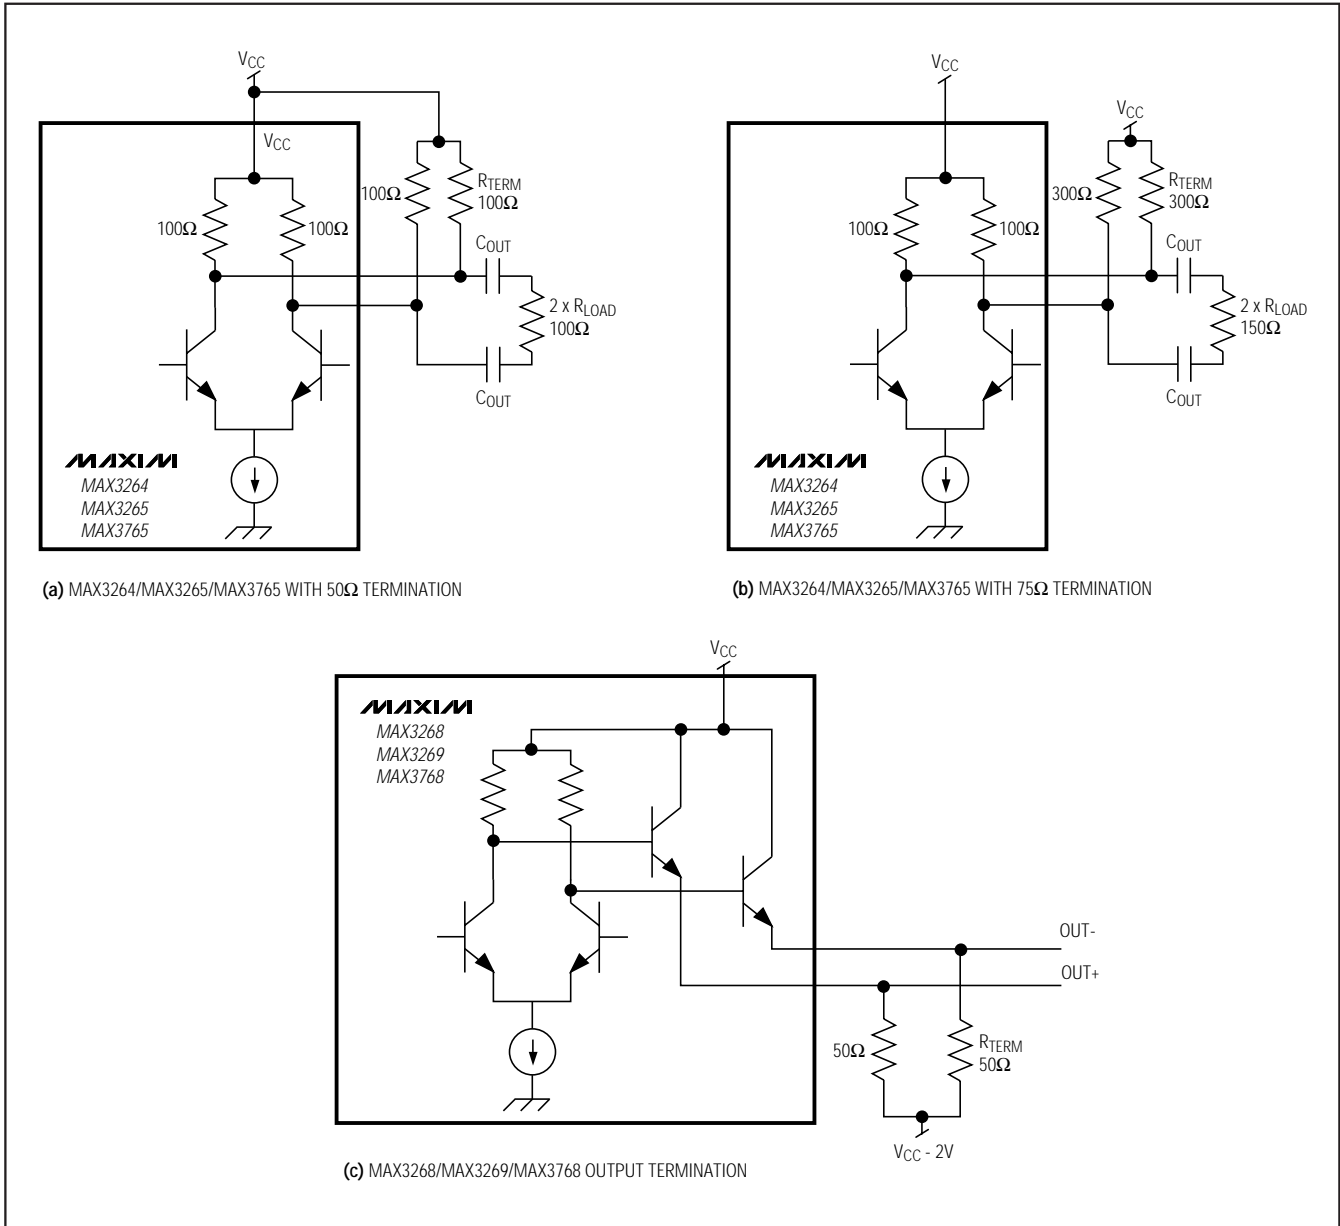 VCC
VCC
100Ω
100Ω
100Ω
RTERM
100Ω
COUT
2 x RLOAD
100Ω
COUT
MAXIM
MAX3264
MAX3265
MAX3765
(a) MAX3264/MAX3265/MAX3765 WITH 50Ω TERMINATION
VCC
VCC
100Ω
100Ω
300Ω
RTERM
300Ω
COUT
2 x RLOAD
150Ω
COUT
MAXIM
MAX3264
MAX3265
MAX3765
(b) MAX3264/MAX3265/MAX3765 WITH 75Ω TERMINATION
VCC
MAXIM
MAX3268
MAX3269
MAX3768
OUT-
OUT+
50Ω
RTERM
50Ω
VCC - 2V
(c) MAX3268/MAX3269/MAX3768 OUTPUT TERMINATION